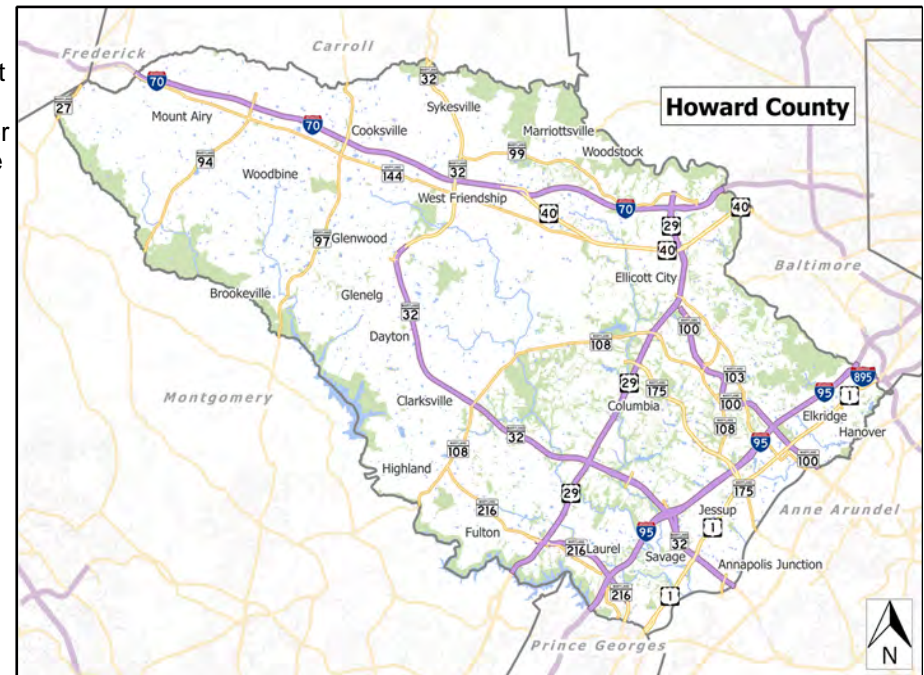 t
r
e
Howard County
Frederick
Carroll
Baltimore
Montgomery
Anne Arundel
Prince Georges
Mount Airy
Cooksville
Sykesville
Marriottsville
Woodstock
Woodbine
West Friendship
Glenwood
Ellicott City
Brookeville
Glenelg
Dayton
Clarksville
Columbia
Elkridge
Hanover
Highland
Fulton
Laurel
Savage
Jessup
Annapolis Junction
70
70
70
27
94
144
97
MARYLAND 32
MARYLAND 32
99
40
29
40
40
32
108
100
103
29
175
100
108
95
895
1
95
100
175
32
108
216
29
95
1
32
216
216
1
N